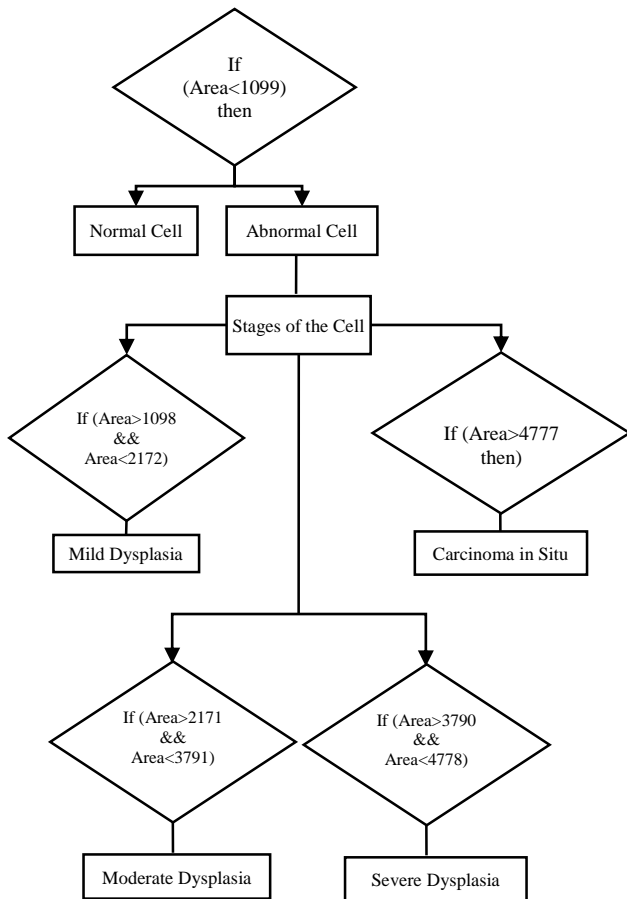 If
(Area<1099)
then
Normal Cell
Abnormal Cell
Stages of the Cell
If (Area>1098
&&
Area<2172)
If (Area>4777
then)
Mild Dysplasia
Carcinoma in Situ
If (Area>2171
&&
Area<3791)
If (Area>3790
&&
Area<4778)
Moderate Dysplasia
Severe Dysplasia